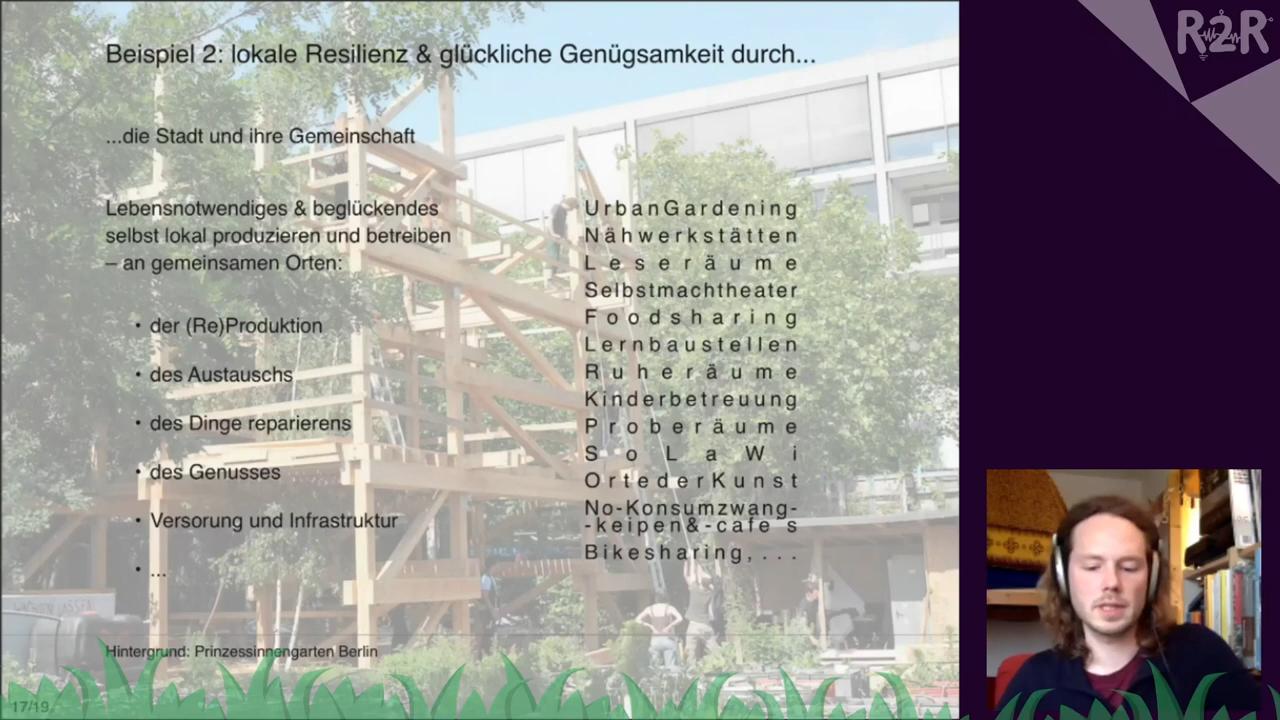 Beispiel 2: lokale Resilienz & glückliche Genügsamkeit durch...
...die Stadt und ihre Gemeinschaft
Lebensnotwendiges & beglückendes
selbst lokal produzieren und betreiben
– an gemeinsamen Orten:
• der (Re)Produktion
• des Austauschs
• des Dinge reparierens
• des Genusses
• Versorung und Infrastruktur
• ...
UrbanGardening
Nähwerkstätten
Leseräume
Selbstmachtheater
Foodsharing
Lernbaustellen
Ruheräume
Kinderbetreuung
Proberäume
SoLaWi
OrtederKunst
No-Konsumzwang-
-keipen&-cafe´s
Bikesharing,...
Hintergrund: Prinzessinnengarten Berlin
17/19
R2R